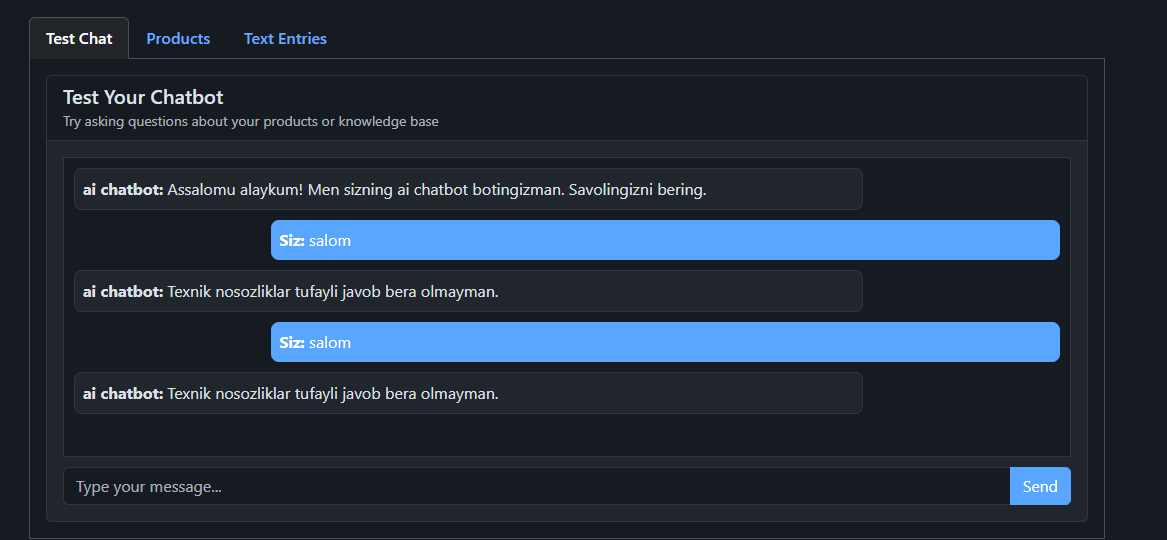 Test Chat Products Text Entries
Test Your Chatbot
Try asking questions about your products or knowledge base
ai chatbot: Assalomu alaykum! Men sizning ai chatbot botingizman. Savolingizni bering.
Siz: salom
ai chatbot: Texnik nosozliklar tufayli javob bera olmayman.
Siz: salom
ai chatbot: Texnik nosozliklar tufayli javob bera olmayman.
Type your message... Send